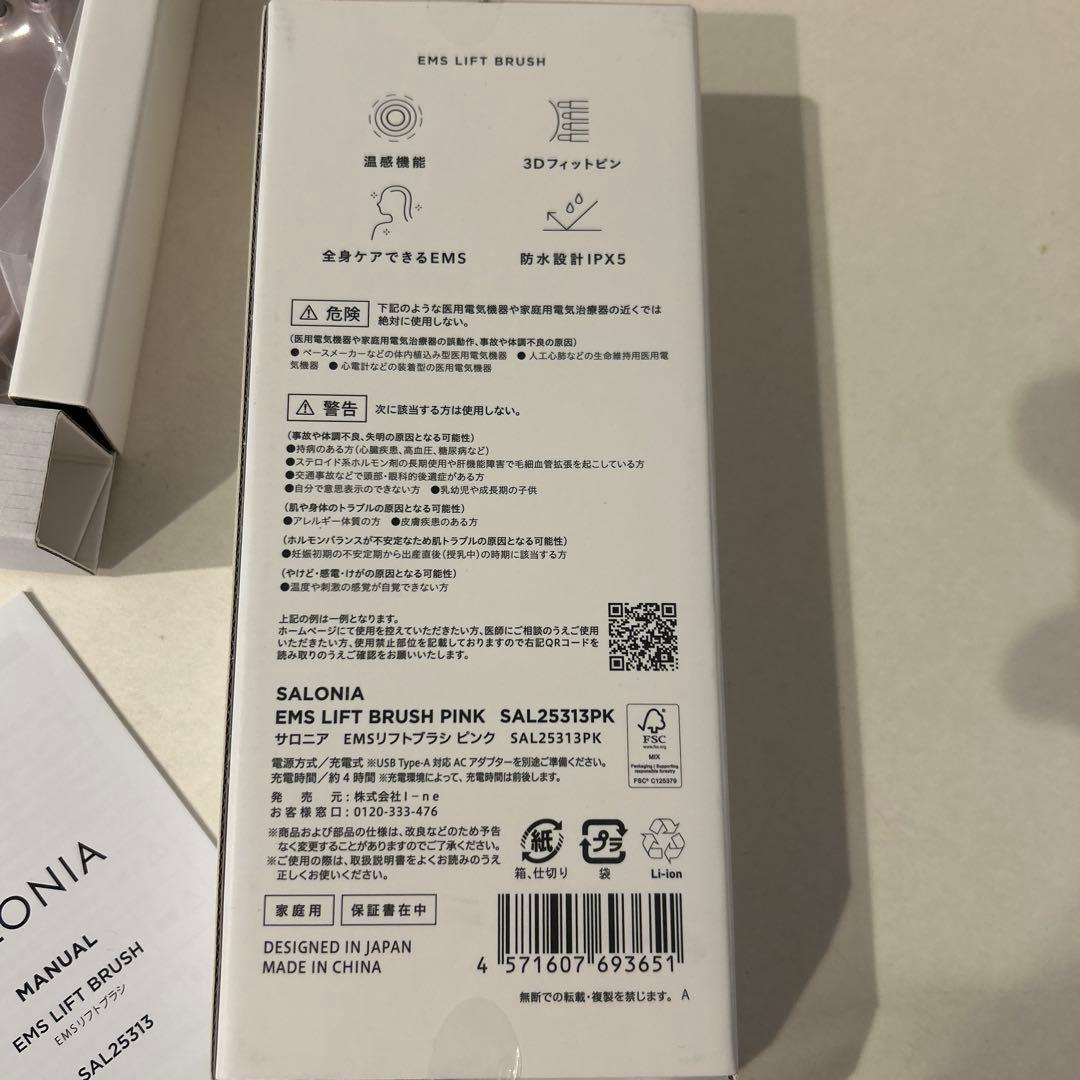 EMS LIFT BRUSH
温感機能
3Dフィットピン
全身ケアできるEMS
防水設計IPX5
危険
下記のような医用電気機器や家庭用電気治療器の近くでは
絶対に使用しない。
(医用電気機器や家庭用電気治療器の誤動作、事故や体調不良の原因)
●ペースメーカーなどの体内植込み型医用電気機器 ●人工心肺などの生命維持用医用電
気機器 ●心電計などの装着型の医用電気機器
警告
次に該当する方は使用しない。
(事故や体調不良、失明の原因となる可能性)
●持病のある方(心臓疾患、高血圧、糖尿病など)
●ステロイド系ホルモン剤の長期使用や肝機能障害で毛細血管拡張を起こしている方
●交通事故などで頭部・眼科的後遺症がある方
●自分で意思表示のできない方 ●乳幼児や成長期の子供
(肌や身体のトラブルの原因となる可能性)
●アレルギー体質の方 ●皮膚疾患のある方
(ホルモンバランスが不安定なため肌トラブルの原因となる可能性)
●妊娠初期の不安定期から出産直後(授乳中)の時期に該当する方
(やけど・感電・けがの原因となる可能性)
●温度や刺激の感覚が自覚できない方
上記の例は一例となります。
ホームページにて使用を控えていただきたい方、医師にご相談のうえご使用
いただきたい方、使用禁止部位を記載しておりますので右記QRコードを
読み取りのうえご確認をお願いいたします。
SALONIA
EMS LIFT BRUSH PINK SAL25313PK
サロニア EMSリフトブラシ ピンク SAL25313PK
電源方式/充電式 ※USB Type-A 対応 AC アダプターを別途ご準備ください。
充電時間/約4時間 ※充電環境によって、充電時間は前後します。
発売元:株式会社I-ne
お客様窓口:0120-333-476
※商品および部品の仕様は、改良などのため予告
なく変更することがありますのでご了承ください。
※ご使用の際は、取扱説明書をよくお読みのうえ
正しくお使いください。
FSC
www.fsc.org
MIX
Packaging | Supporting
responsible forestry
FSC® C125379
紙
箱、仕切り
プラ
袋
Li-ion
家庭用
保証書在中
DESIGNED IN JAPAN
MADE IN CHINA
4 571607 693651
無断での転載・複製を禁じます。 A
LONIA
MANUAL
EMS LIFT BRUSH
EMSリフトブラシ
SAL25313